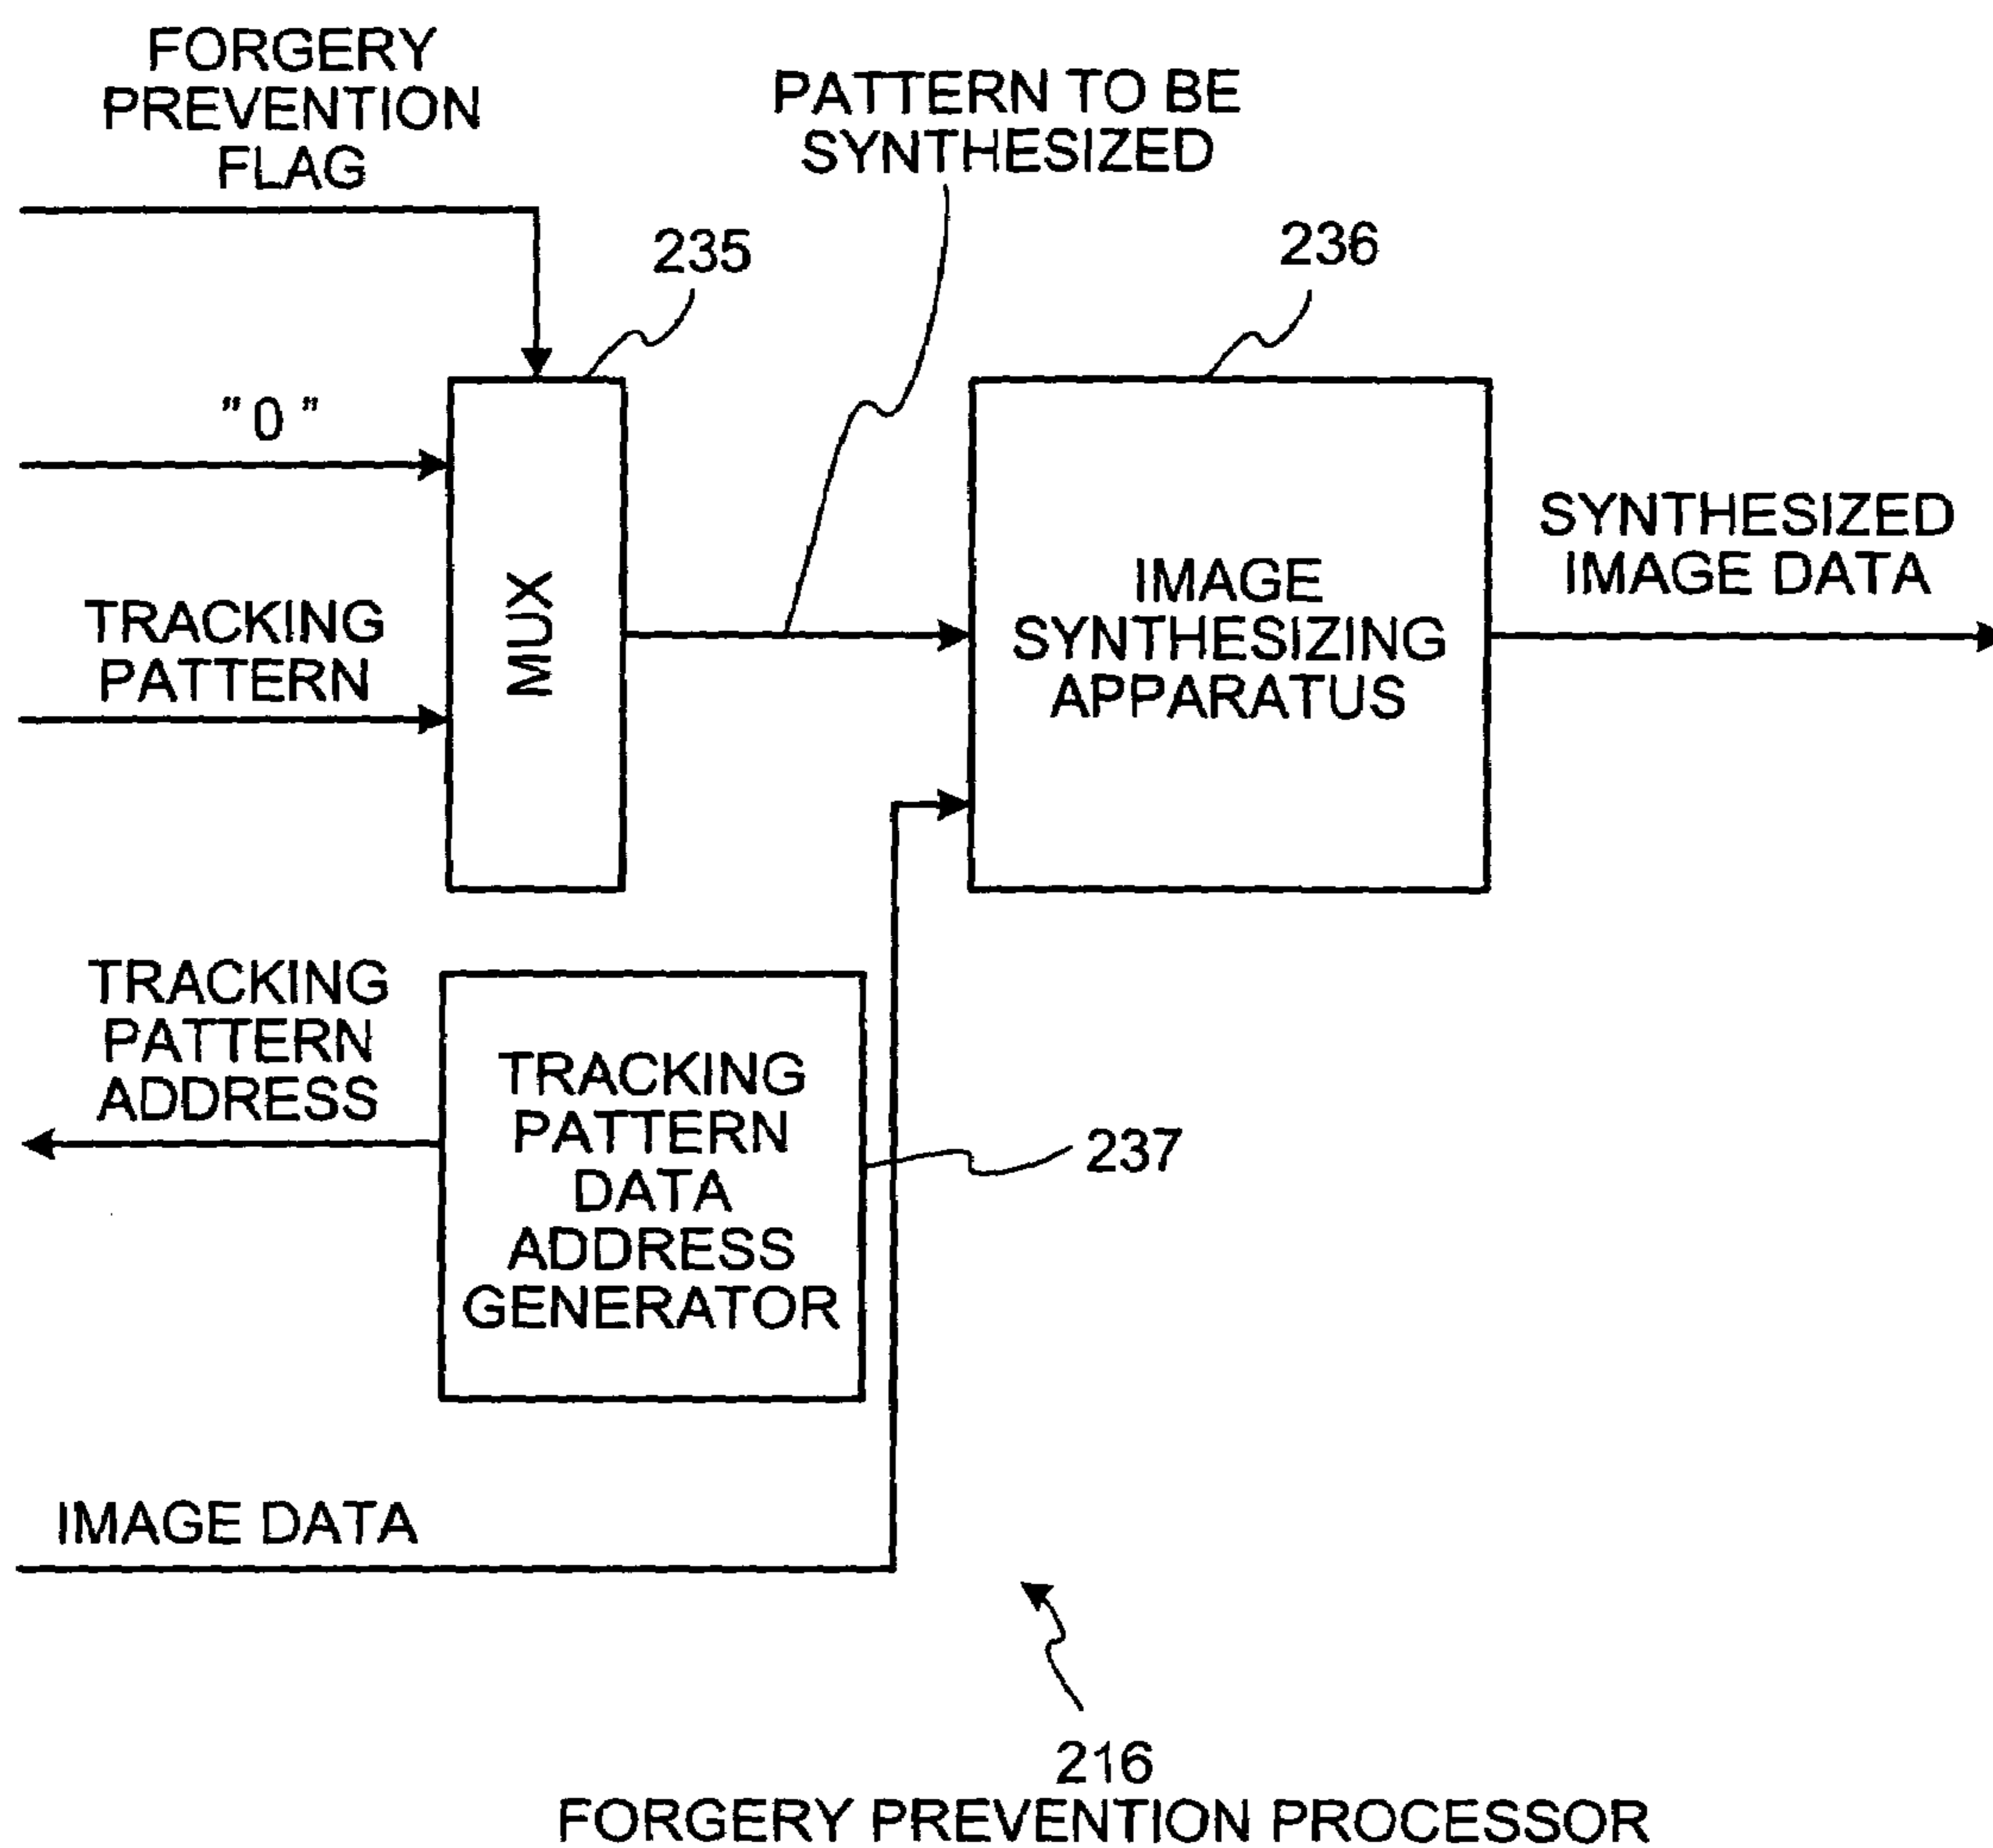 FORGERY
PREVENTION
FLAG
PATTERN TO BE
SYNTHESIZED
235
236
"0"
TRACKING
PATTERN
MUX
IMAGE
SYNTHESIZING
APPARATUS
SYNTHESIZED
IMAGE DATA
TRACKING
PATTERN
ADDRESS
TRACKING
PATTERN
DATA
ADDRESS
GENERATOR
237
IMAGE DATA
216
FORGERY PREVENTION PROCESSOR